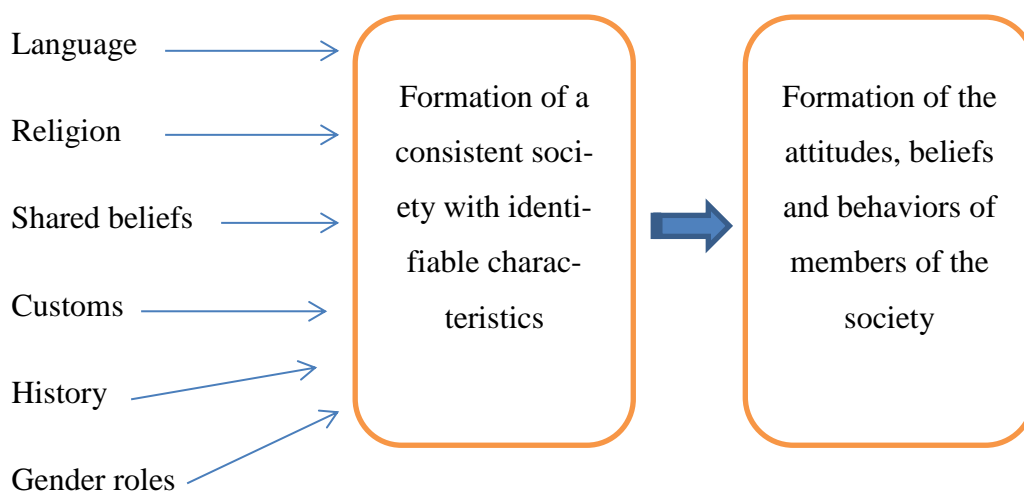 Language
Religion
Shared beliefs
Customs
History
Gender roles
Formation of a
consistent soci-
ety with identi-
fiable charac-
teristics
Formation of the
attitudes, beliefs
and behaviors of
members of the
society